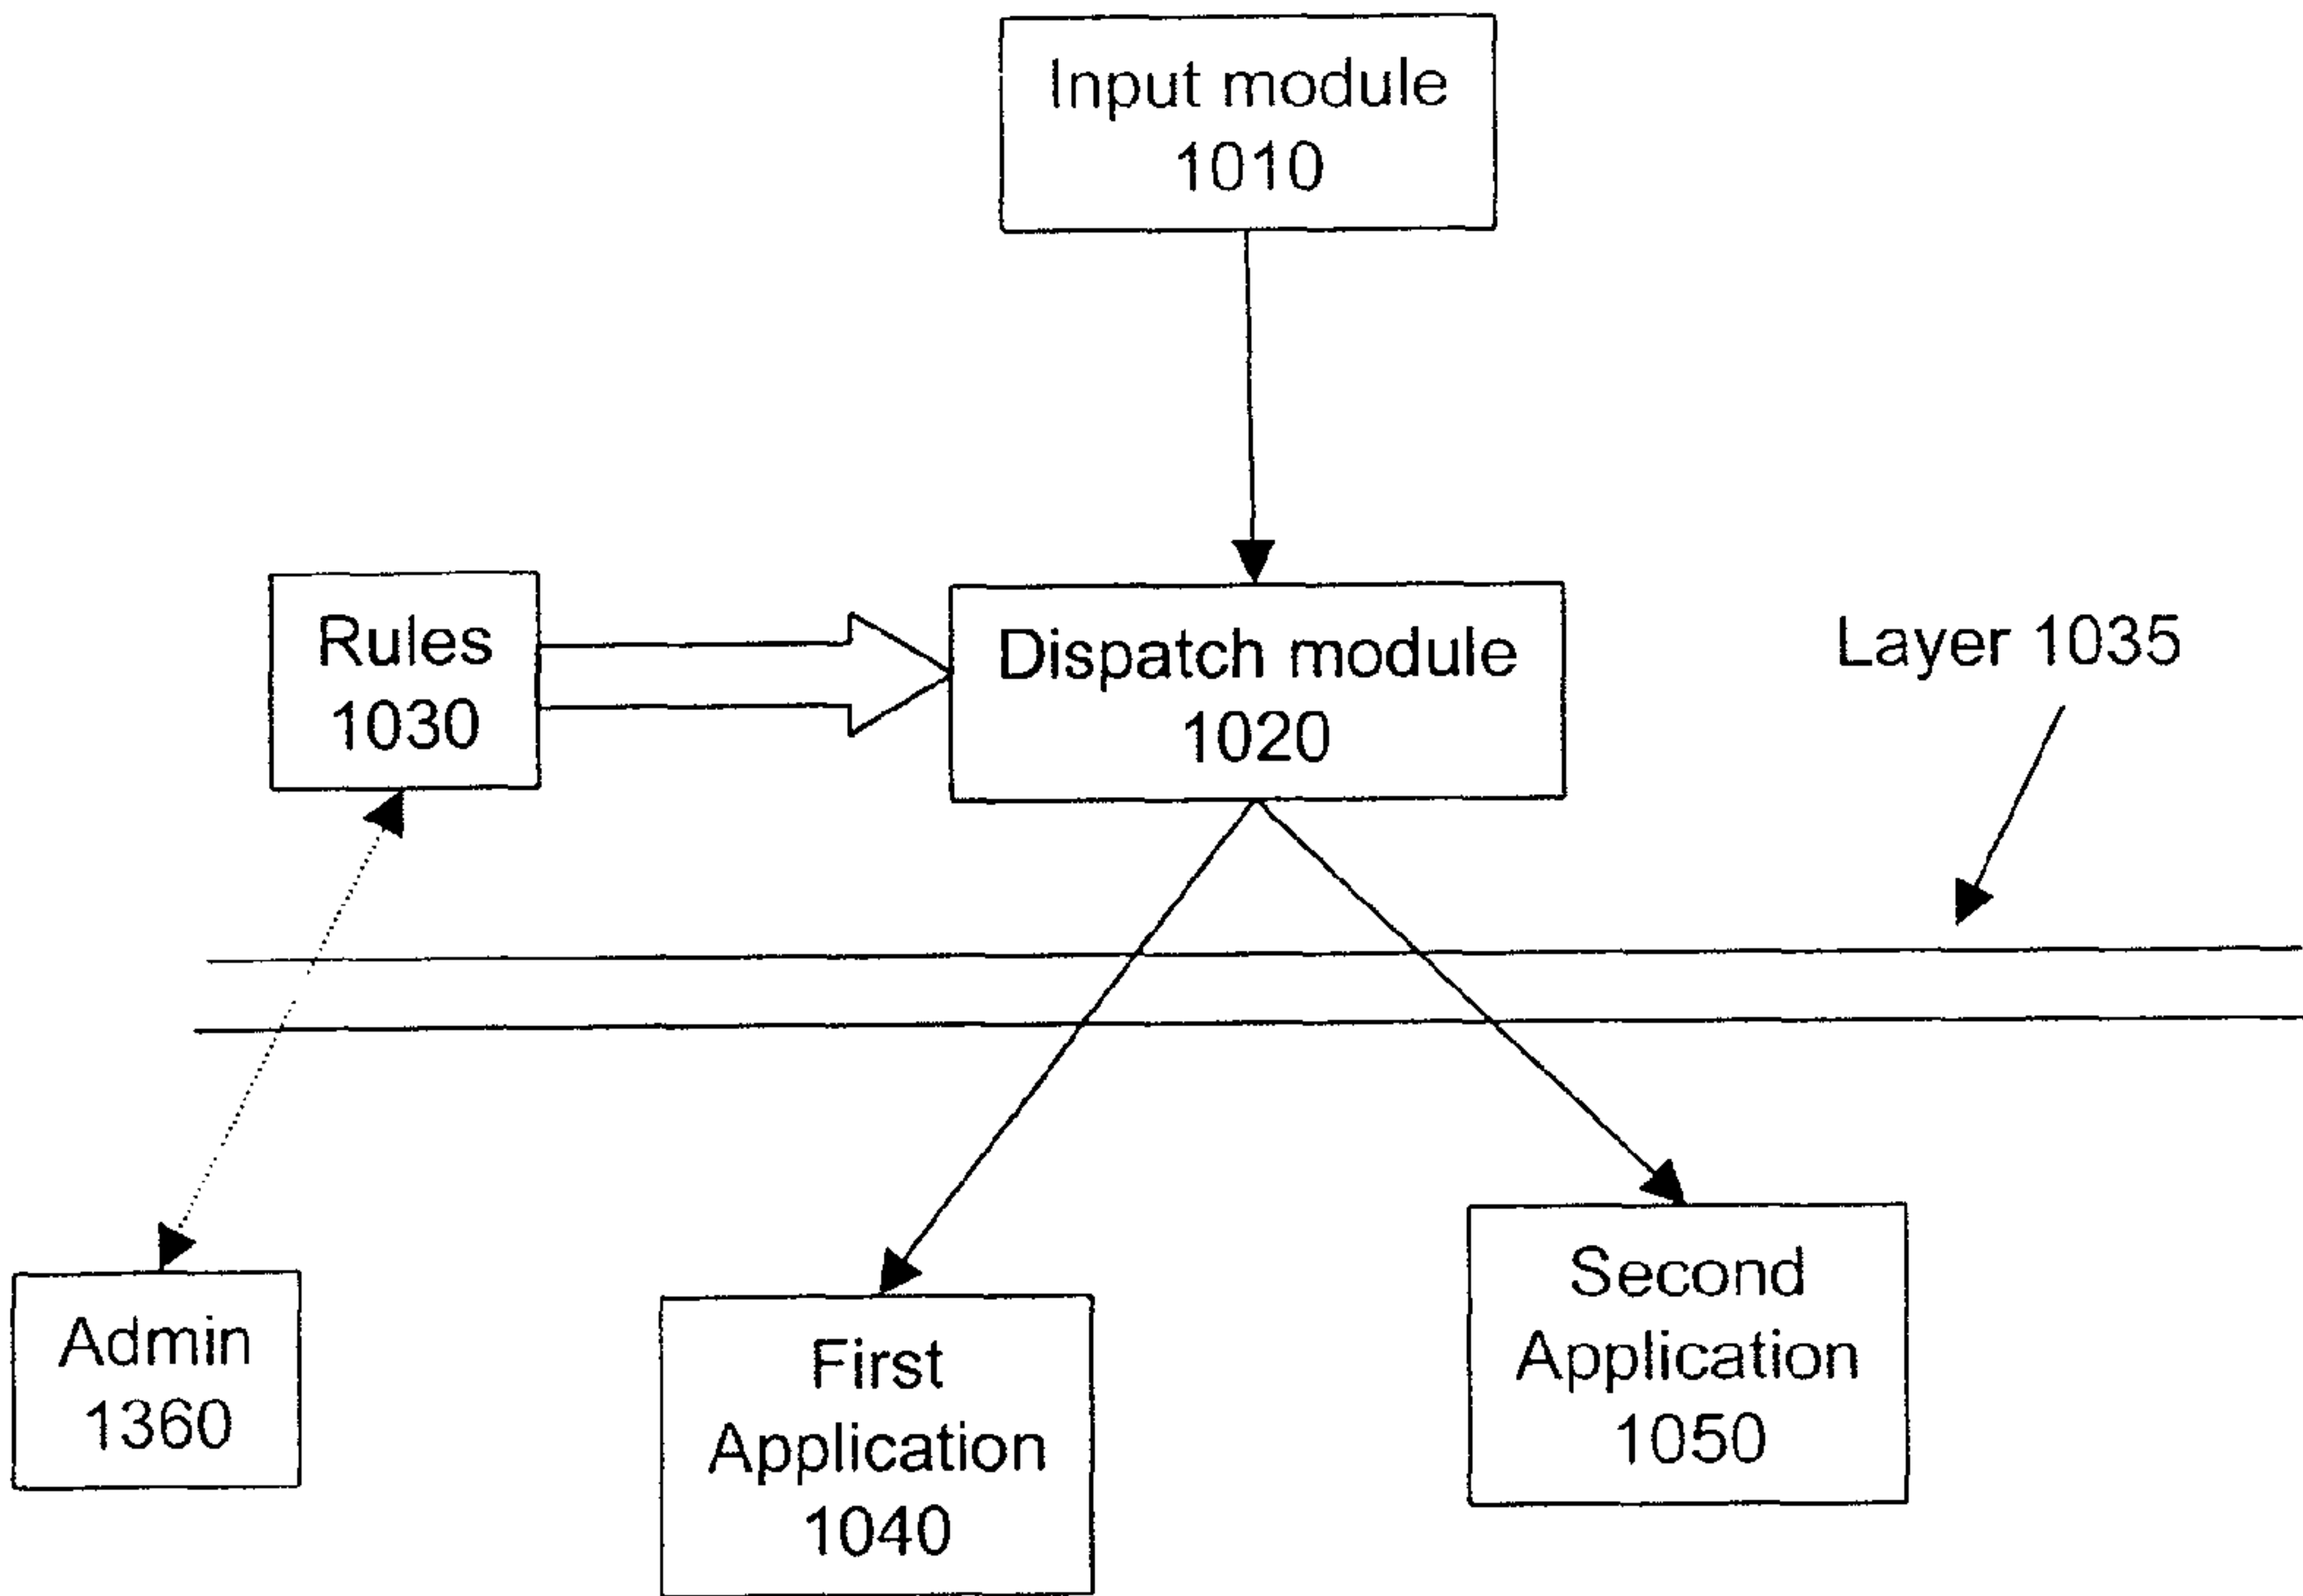 Input module
1010
Rules
1030
Dispatch module
1020
Layer 1035
Admin
1360
First
Application
1040
Second
Application
1050